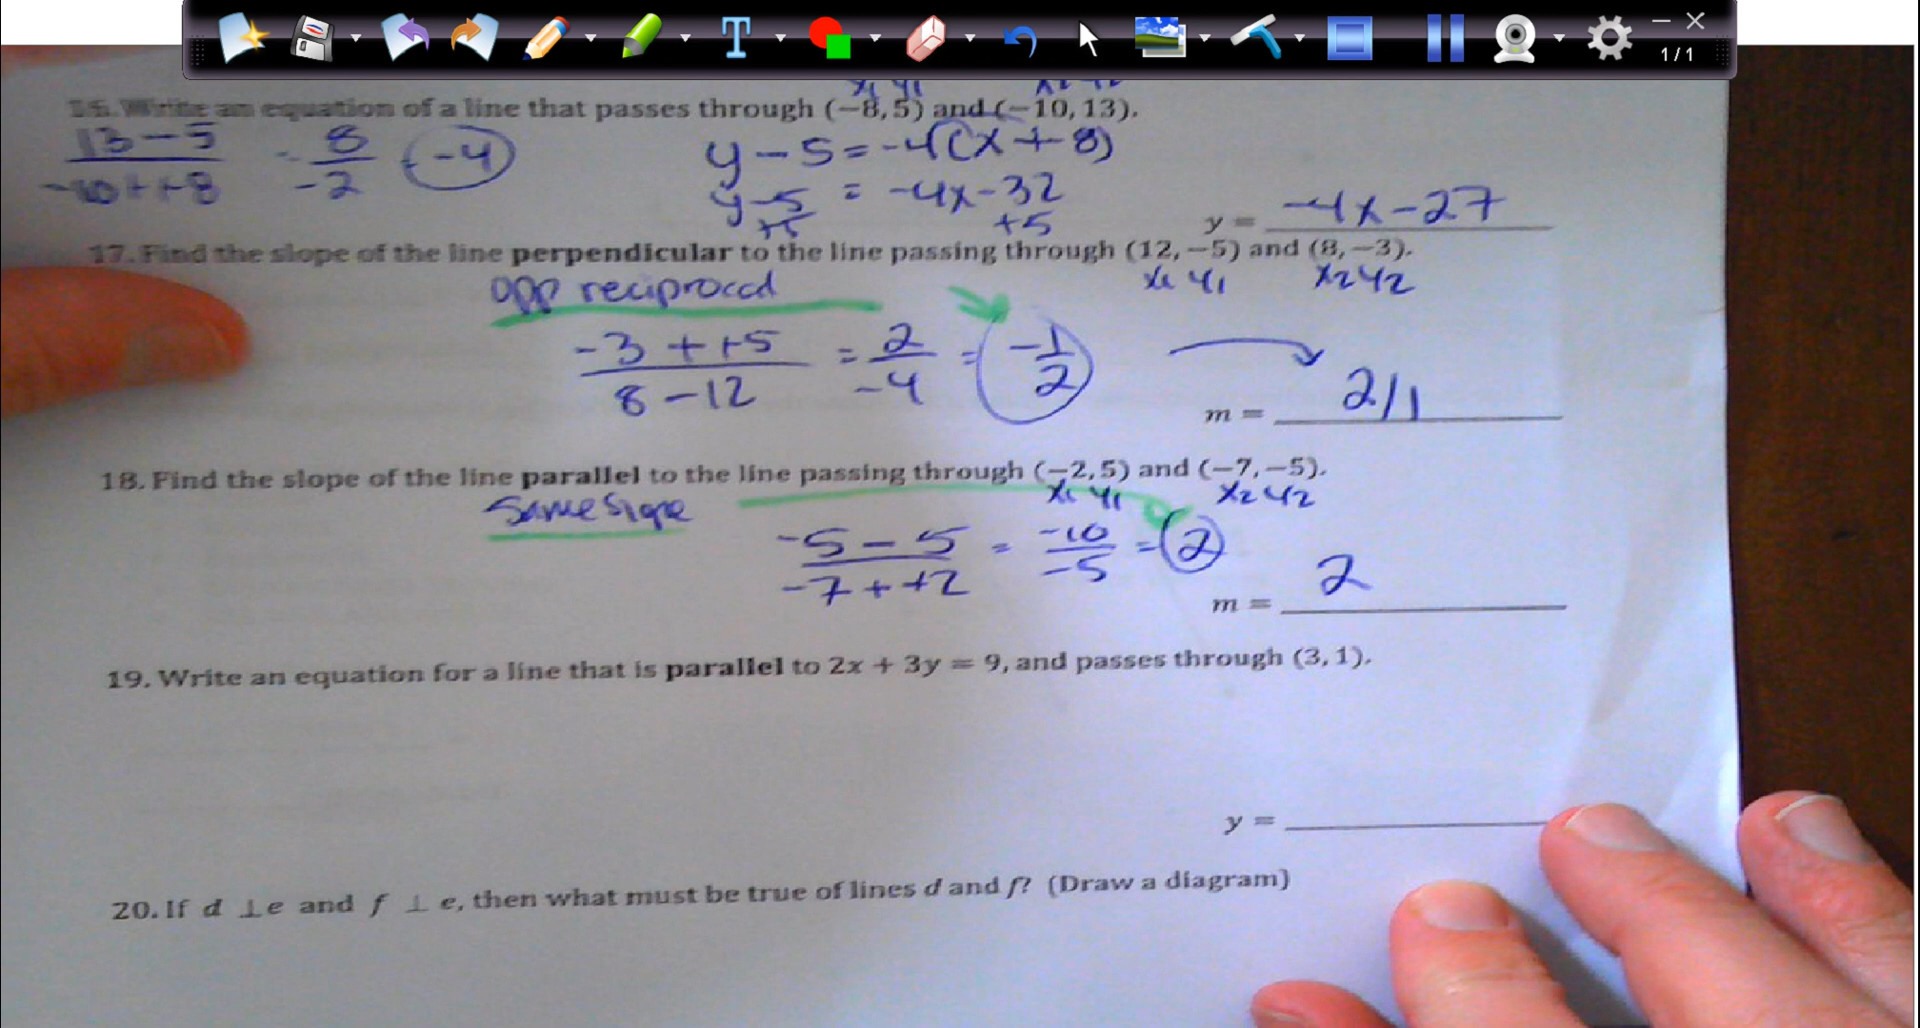 1/1
x1 y1 x2 y2
16. Write an equation of a line that passes through (−8,5) and (−10,13).
13-5 / -10++8 = 8 / -2 = -4
y-5=-4(x+8)
y-5 = -4x-32
+5 +5
y = -4x-27
17. Find the slope of the line perpendicular to the line passing through (12,−5) and (8,−3).
opp reciprocal
x1 y1 x2 y2
-3++5 / 8-12 = 2 / -4 = -1/2
m = 2/1
18. Find the slope of the line parallel to the line passing through (−2,5) and (−7,−5).
same slope
x1 y1 x2 y2
-5-5 / -7++2 = -10 / -5 = 2
m = 2
19. Write an equation for a line that is parallel to 2x + 3y = 9, and passes through (3,1).
y =
20. If d ⊥ e and f ⊥ e, then what must be true of lines d and f? (Draw a diagram)